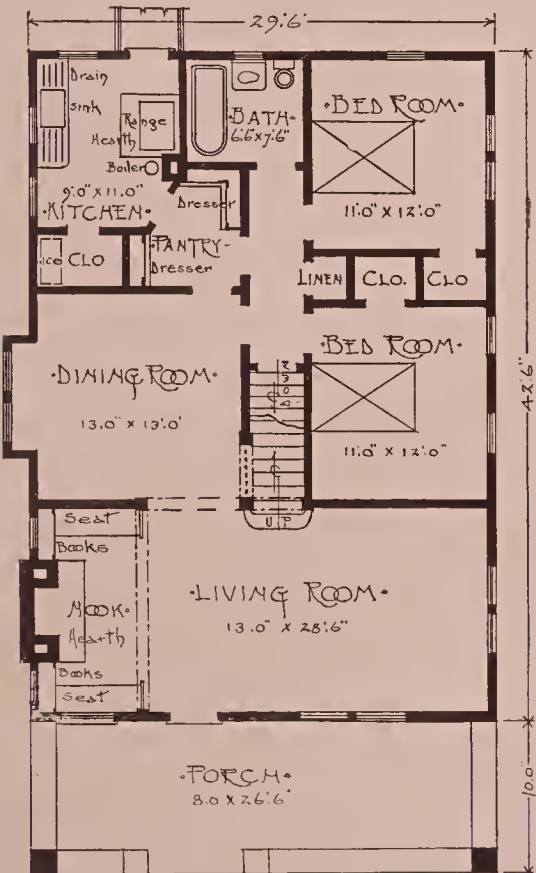 29'.6"
Drain
Sink
Range
Hearth
Boiler
9'.0" X 11'.0"
·KITCHEN·
·BATH·
6'.6" X 7'.6"
·BED ROOM·
11'.0" X 12'.0"
Dresser
·PANTRY·
Dresser
ice CLO
LINEN
CLO.
CLO
·DINING ROOM·
13'.0" X 13'.0"
·BED ROOM·
11'.0" X 12'.0"
42'.6"
UP
Seat
Books
·NOOK·
Hearth
Books
Seat
·LIVING ROOM·
13'.0" X 28'.6"
·PORCH·
8'.0 X 26'.6"
10'.0"